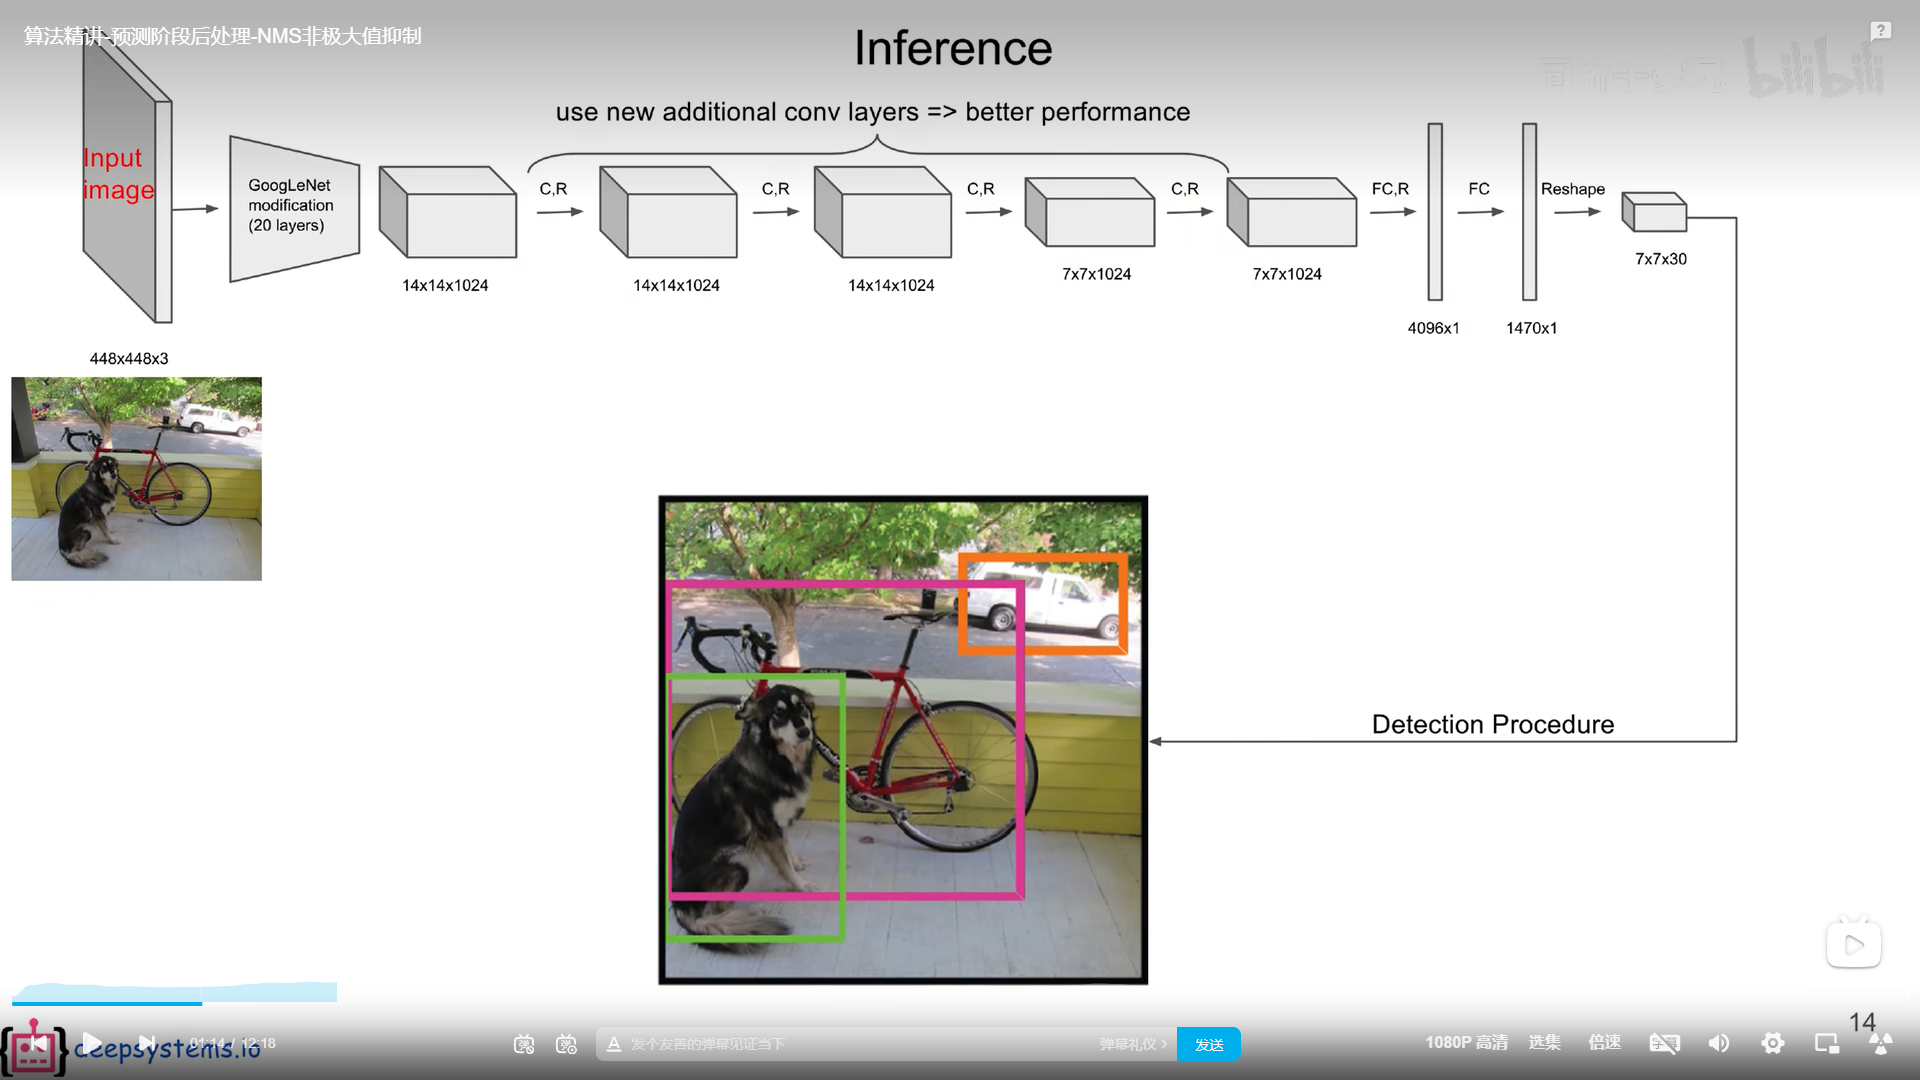 算法精讲-预测阶段后处理-NMS非极大值抑制
Inference
bilibili
use new additional conv layers => better performance
Input
image
GoogLeNet
modification
(20 layers)
C,R
C,R
C,R
C,R
FC,R
FC
Reshape
14x14x1024
14x14x1024
14x14x1024
7x7x1024
7x7x1024
7x7x30
4096x1
1470x1
448x448x3
Detection Procedure
14
deepsystems.io
01:14 / 12:18
发个友善的弹幕见证当下
弹幕礼仪
发送
1080P 高清
选集
倍速